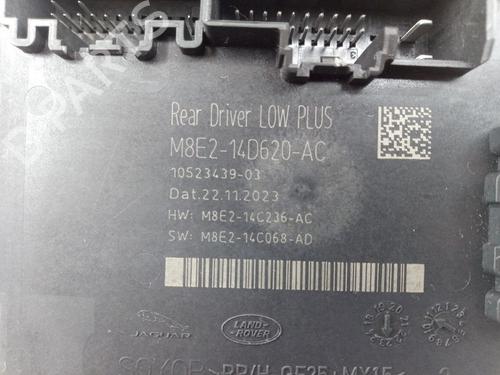 Rear Driver LOW PLUS
M8E2-14D620-AC
10523439-03
Dat.22.11.2023
HW: M8E2-14C236-AC
SW: M8E2-14C068-AD
JAGUAR
LAND-
ROVER